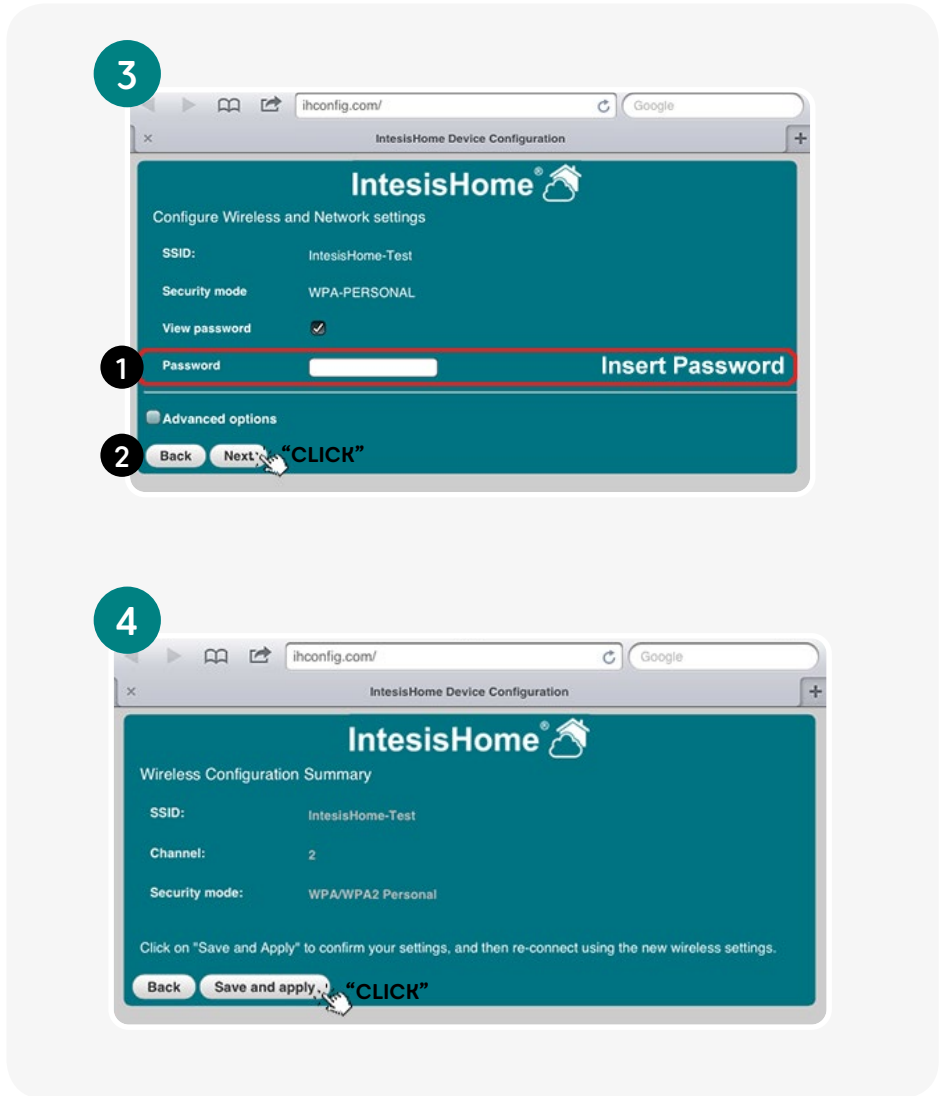 3
ihconfig.com/
Google
×
IntesisHome Device Configuration
+
IntesisHome®
Configure Wireless and Network settings
SSID: IntesisHome-Test
Security mode WPA-PERSONAL
View password
1 Password Insert Password
Advanced options
2 Back Next "CLICK"
4
ihconfig.com/
Google
×
IntesisHome Device Configuration
+
IntesisHome®
Wireless Configuration Summary
SSID: IntesisHome-Test
Channel: 2
Security mode: WPA/WPA2 Personal
Click on "Save and Apply" to confirm your settings, and then re-connect using the new wireless settings.
Back Save and apply “CLICK”